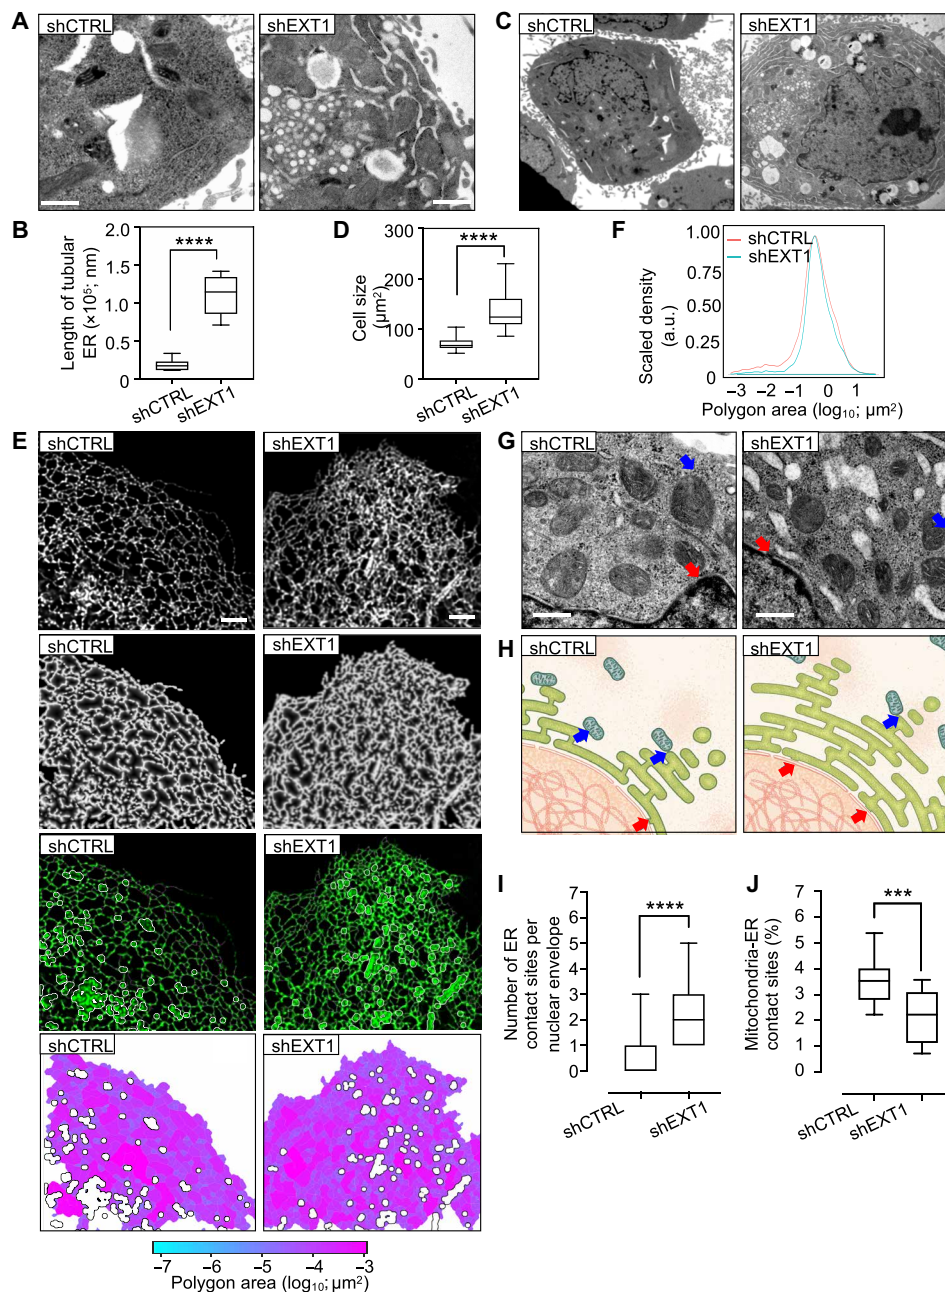 A
shCTRL
shEXT1
C
shCTRL
shEXT1
B
Length of tubular
ER (×10⁵; nm)
2.0
1.5
1.0
0.5
0
****
shCTRL
shEXT1
D
Cell size
(μm²)
300
200
100
0
****
shCTRL
shEXT1
F
Scaled density
(a.u.)
1.00
0.75
0.50
0.25
0
shCTRL
shEXT1
−3
−2
−1
0
1
Polygon area (log₁₀; μm²)
E
shCTRL
shEXT1
shCTRL
shEXT1
shCTRL
shEXT1
shCTRL
shEXT1
−7
−6
−5
−4
−3
Polygon area (log₁₀; μm²)
G
shCTRL
shEXT1
H
shCTRL
shEXT1
I
Number of ER
contact sites per
nuclear envelope
7
6
5
4
3
2
1
0
****
shCTRL
shEXT1
J
Mitochondria-ER
contact sites (%)
7
6
5
4
3
2
1
0
***
shCTRL
shEXT1